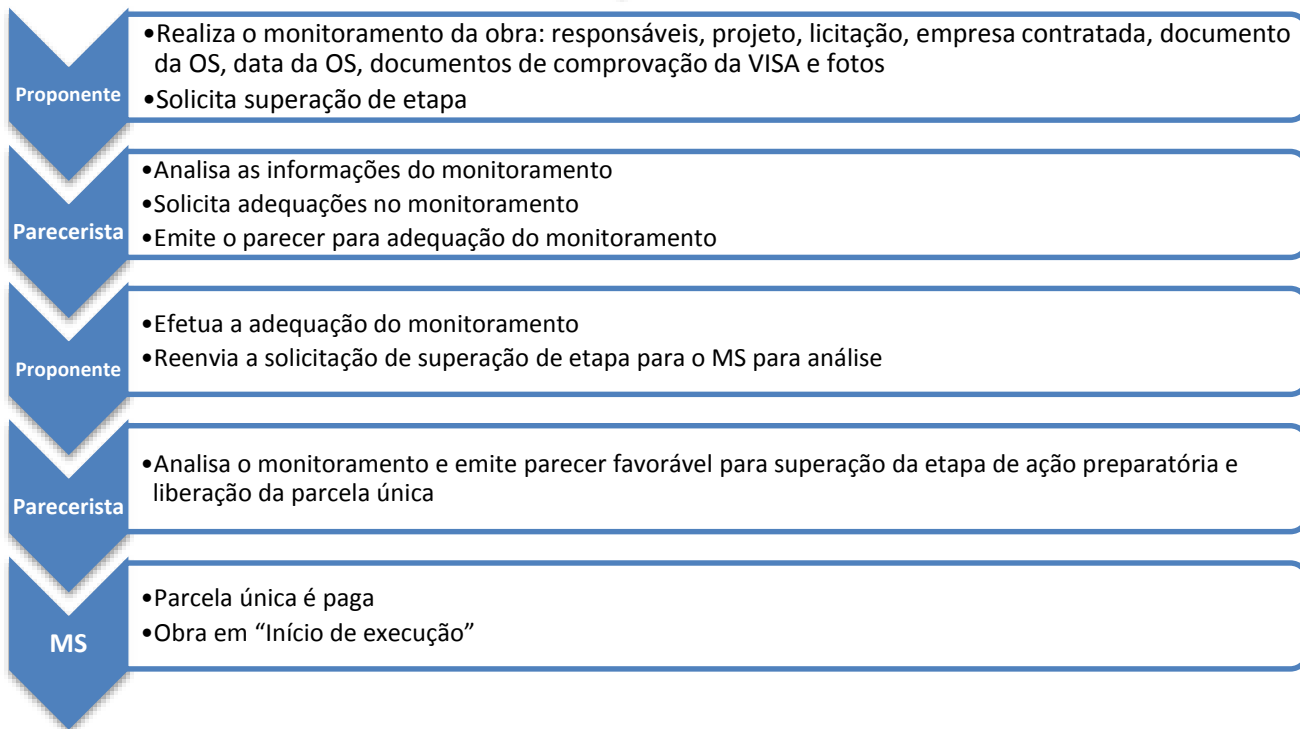 Proponente
•Realiza o monitoramento da obra: responsáveis, projeto, licitação, empresa contratada, documento
da OS, data da OS, documentos de comprovação da VISA e fotos
•Solicita superação de etapa
Parecerista
•Analisa as informações do monitoramento
•Solicita adequações no monitoramento
•Emite o parecer para adequação do monitoramento
Proponente
•Efetua a adequação do monitoramento
•Reenvia a solicitação de superação de etapa para o MS para análise
Parecerista
•Analisa o monitoramento e emite parecer favorável para superação da etapa de ação preparatória e
liberação da parcela única
MS
•Parcela única é paga
•Obra em “Início de execução”